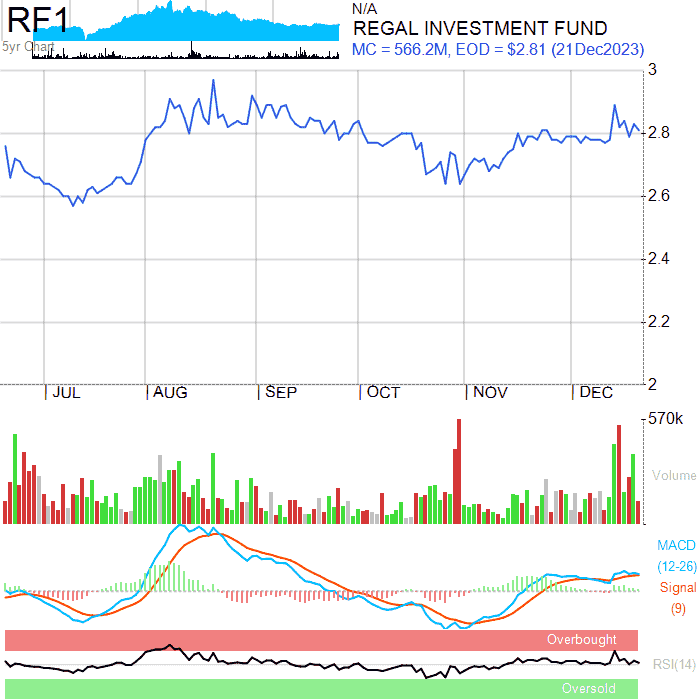 RF1
5yr Chart
N/A
REGAL INVESTMENT FUND
MC = 566.2M, EOD = $2.81 (21Dec2023)
3
2.8
2.6
2.4
2.2
2
JUL AUG SEP OCT NOV DEC
570k
Volume
MACD
(12-26)
Signal
(9)
Overbought
RSI(14)
Oversold